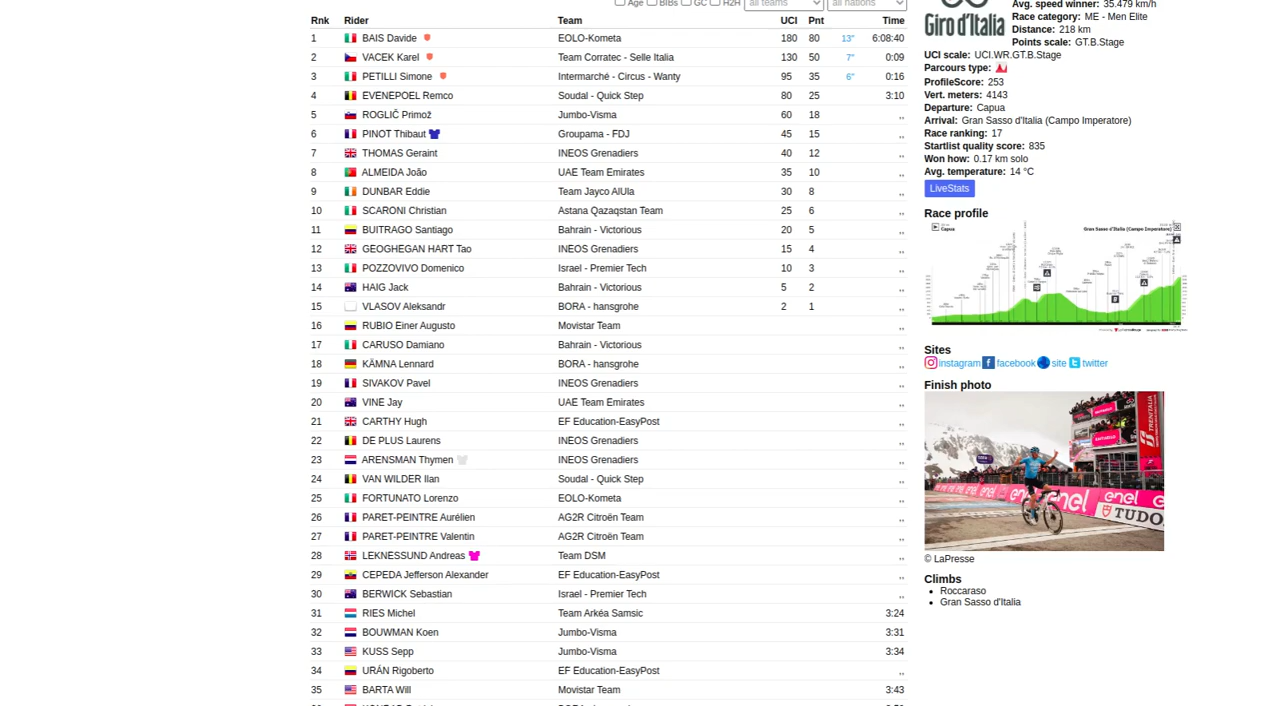 Age BIBs GC H2H all teams all nations
Rnk Rider Team UCI Pnt Time
1 BAIS Davide EOLO-Kometa 180 80 13″ 6:08:40
2 VACEK Karel Team Corratec - Selle Italia 130 50 7″ 0:09
3 PETILLI Simone Intermarché - Circus - Wanty 95 35 6″ 0:16
4 EVENEPOEL Remco Soudal - Quick Step 80 25 3:10
5 ROGLIČ Primož Jumbo-Visma 60 18 ,,
6 PINOT Thibaut Groupama - FDJ 45 15 ,,
7 THOMAS Geraint INEOS Grenadiers 40 12 ,,
8 ALMEIDA João UAE Team Emirates 35 10 ,,
9 DUNBAR Eddie Team Jayco AlUla 30 8 ,,
10 SCARONI Christian Astana Qazaqstan Team 25 6 ,,
11 BUITRAGO Santiago Bahrain - Victorious 20 5 ,,
12 GEOGHEGAN HART Tao INEOS Grenadiers 15 4 ,,
13 POZZOVIVO Domenico Israel - Premier Tech 10 3 ,,
14 HAIG Jack Bahrain - Victorious 5 2 ,,
15 VLASOV Aleksandr BORA - hansgrohe 2 1 ,,
16 RUBIO Einer Augusto Movistar Team ,,
17 CARUSO Damiano Bahrain - Victorious ,,
18 KÄMNA Lennard BORA - hansgrohe ,,
19 SIVAKOV Pavel INEOS Grenadiers ,,
20 VINE Jay UAE Team Emirates ,,
21 CARTHY Hugh EF Education-EasyPost ,,
22 DE PLUS Laurens INEOS Grenadiers ,,
23 ARENSMAN Thymen INEOS Grenadiers ,,
24 VAN WILDER Ilan Soudal - Quick Step ,,
25 FORTUNATO Lorenzo EOLO-Kometa ,,
26 PARET-PEINTRE Aurélien AG2R Citroën Team ,,
27 PARET-PEINTRE Valentin AG2R Citroën Team ,,
28 LEKNESSUND Andreas Team DSM ,,
29 CEPEDA Jefferson Alexander EF Education-EasyPost ,,
30 BERWICK Sebastian Israel - Premier Tech ,,
31 RIES Michel Team Arkéa Samsic 3:24
32 BOUWMAN Koen Jumbo-Visma 3:31
33 KUSS Sepp Jumbo-Visma 3:34
34 URÁN Rigoberto EF Education-EasyPost ,,
35 BARTA Will Movistar Team 3:43
Giro d'Italia
Avg. speed winner: 35.479 km/h
Race category: ME - Men Elite
Distance: 218 km
Points scale: GT.B.Stage
UCI scale: UCI.WR.GT.B.Stage
Parcours type:
ProfileScore: 253
Vert. meters: 4143
Departure: Capua
Arrival: Gran Sasso d'Italia (Campo Imperatore)
Race ranking: 17
Startlist quality score: 835
Won how: 0.17 km solo
Avg. temperature: 14 °C
LiveStats
Race profile
Capua Gran Sasso d'Italia (Campo Imperatore)
Sites
instagram facebook site twitter
Finish photo
TRENITALIA
enel enel
TUDO
© LaPresse
Climbs
Roccaraso
Gran Sasso d'Italia